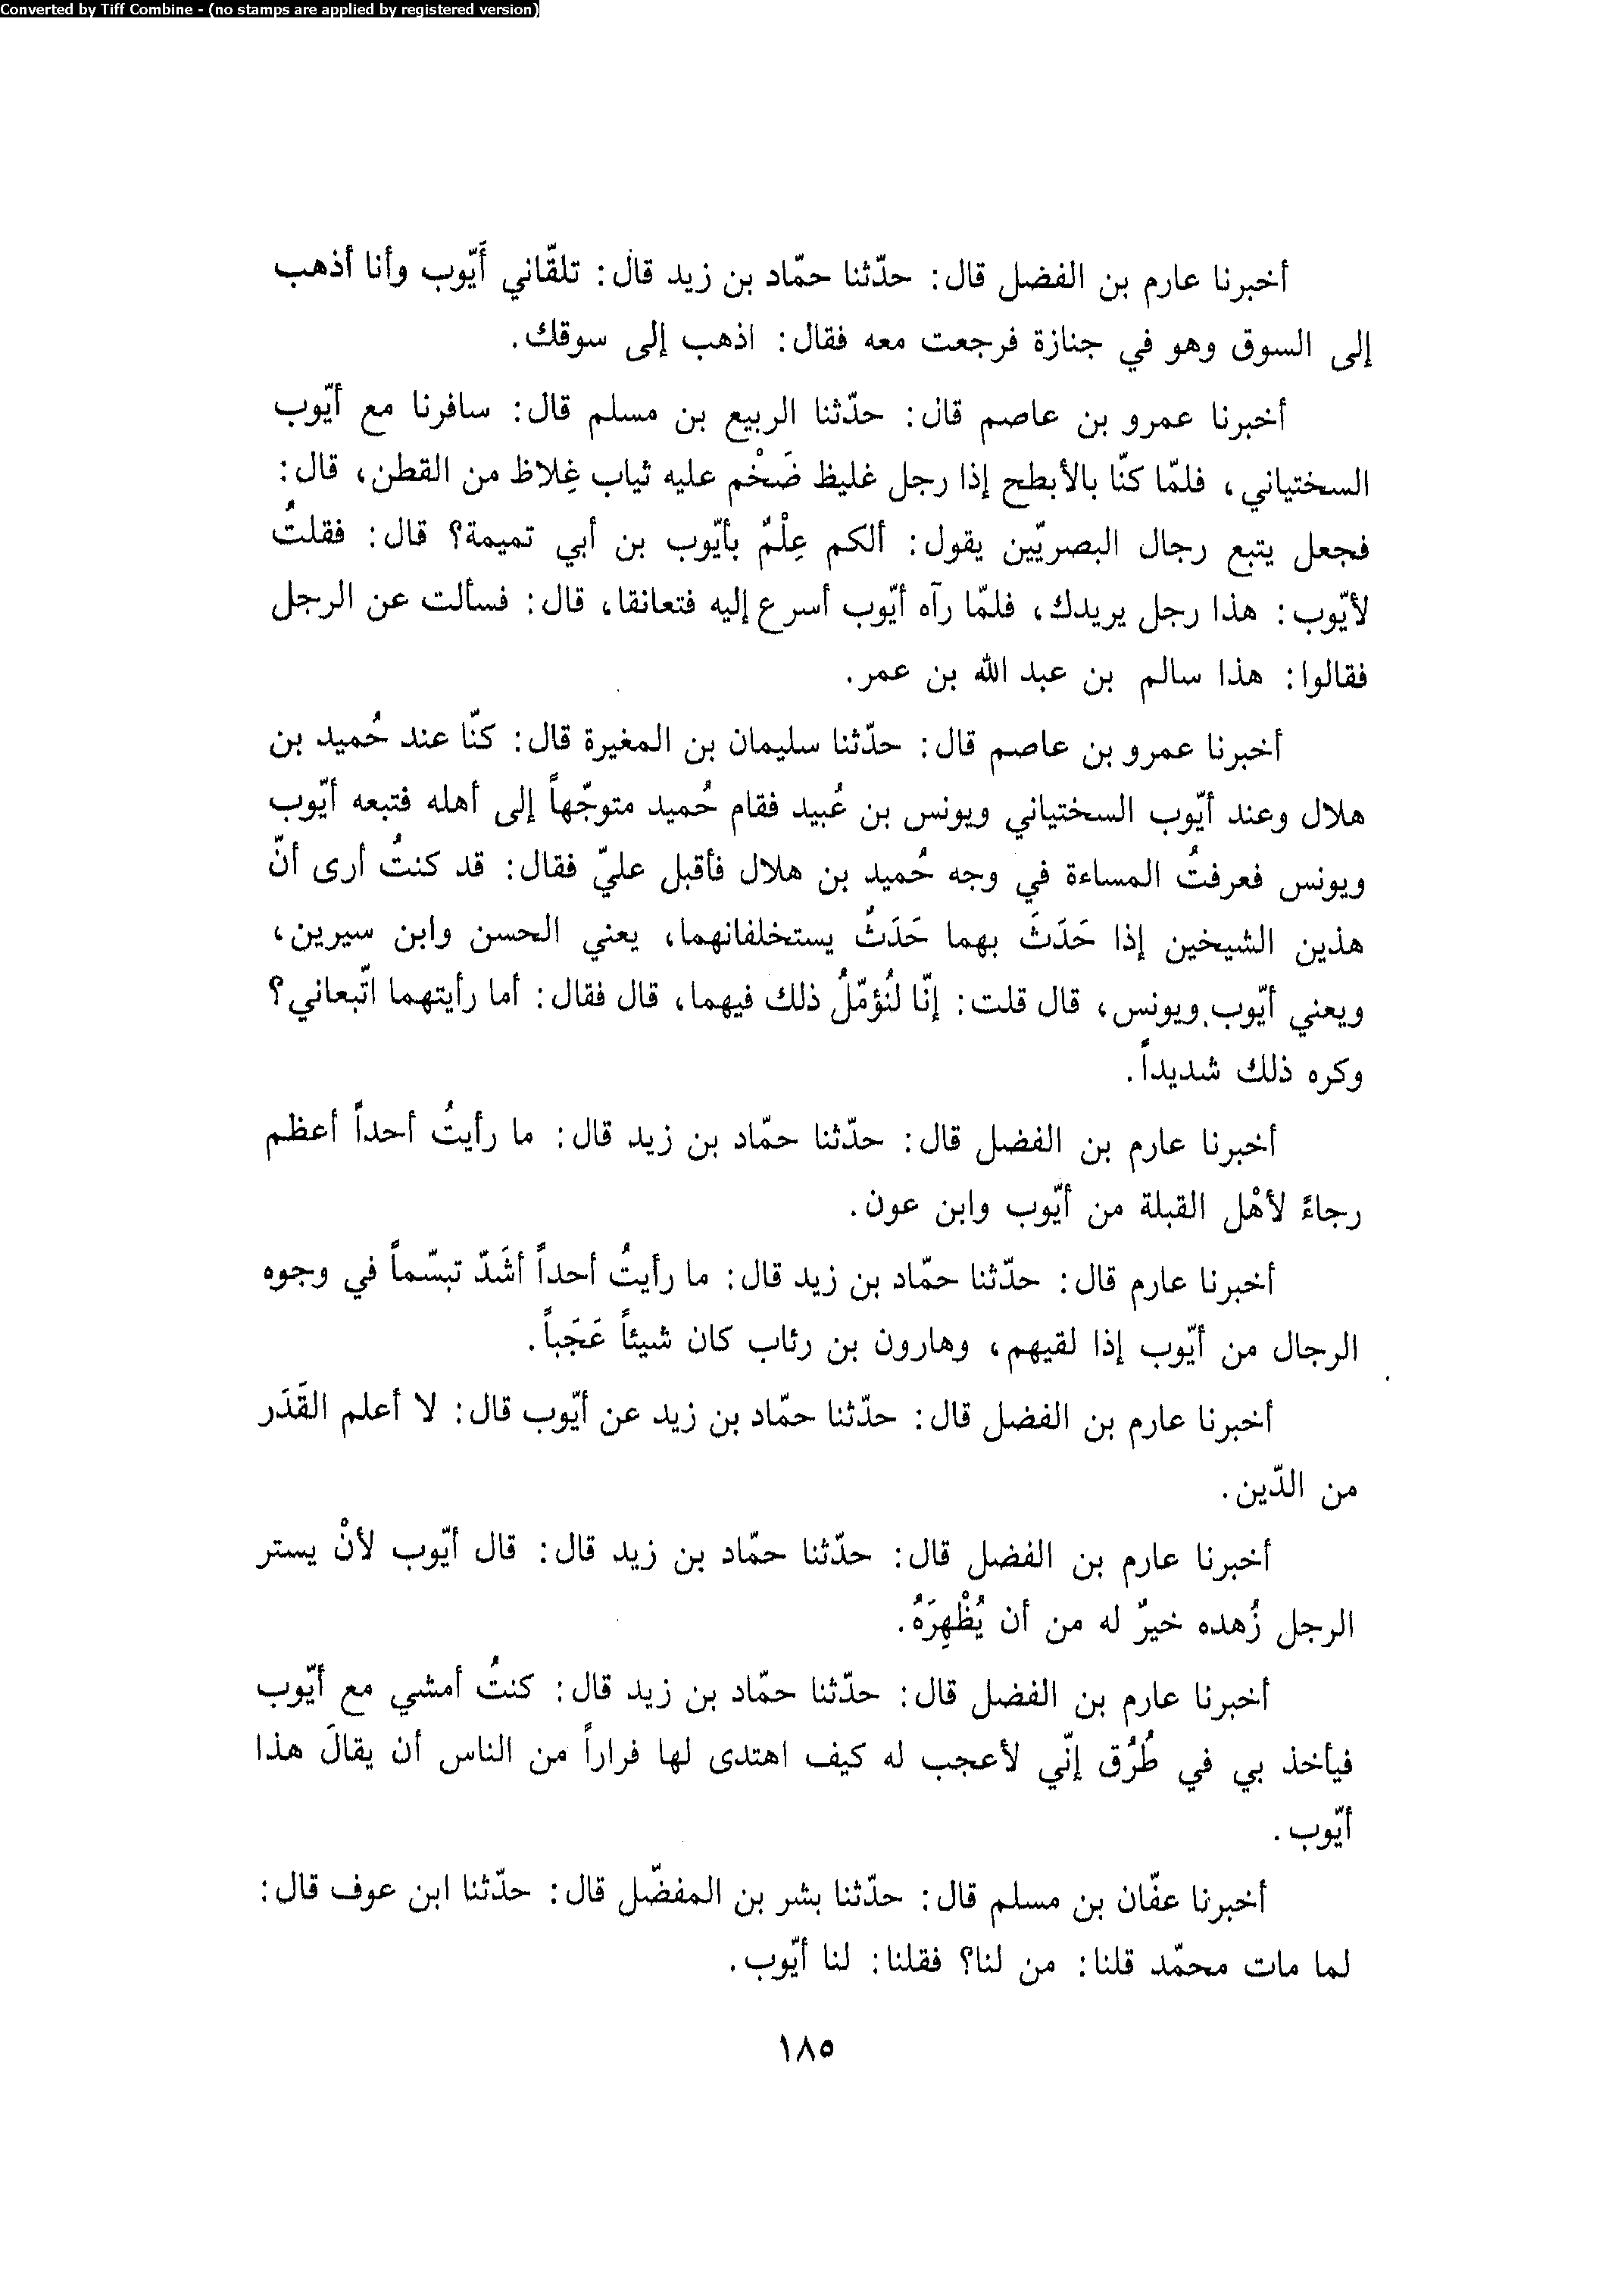 Converted by Tiff Combine - (no stamps are applied by registered version)
أخبرنا عارم بن الفضل قال: حدّثنا حمّاد بن زيد قال: تلقّاني أَيّوب وأنا أذهب
إلى السوق وهو في جنازة فرجعت معه فقال: اذهب إلى سوقك.
أخبرنا عمرو بن عاصم قال: حدّثنا الربيع بن مسلم قال: سافرنا مع أيّوب
السختياني، فلمّا كنّا بالأبطح إذا رجل غليظ ضَخْم عليه ثياب غِلاظ من القطن، قال:
فجعل يتبع رجال البصريّين يقول: ألكم عِلْمٌ بأيّوب بن أبي تميمة؟ قال: فقلتُ
لأيّوب: هذا رجل يريدك، فلمّا رآه أيّوب أسرع إليه فتعانقا، قال: فسألت عن الرجل
فقالوا: هذا سالم بن عبد الله بن عمر.
أخبرنا عمرو بن عاصم قال: حدّثنا سليمان بن المغيرة قال: كنّا عند حُميد بن
هلال وعند أيّوب السختياني ويونس بن عُبيد فقام حُميد متوجّهاً إلى أهله فتبعه أيّوب
ويونس فعرفتُ المساءة في وجه حُميد بن هلال فأقبل عليّ فقال: قد كنتُ أرى أنّ
هذين الشيخين إذا حَدَثَ بهما حَدَثٌ يستخلفانهما، يعني الحسن وابن سيرين،
ويعني أيّوب ويونس، قال قلت: إنّا لنُؤمّلُ ذلك فيهما، قال فقال: أما رأيتهما اتّبعاني؟
وكره ذلك شديداً.
أخبرنا عارم بن الفضل قال: حدّثنا حمّاد بن زيد قال: ما رأيتُ أحداً أعظم
رجاءً لأهْل القبلة من أيّوب وابن عون.
أخبرنا عارم قال: حدّثنا حمّاد بن زيد قال: ما رأيتُ أحداً أشَدّ تبسّماً في وجوه
الرجال من أيّوب إذا لقيهم، وهارون بن رئاب كان شيئاً عَجَباً.
أخبرنا عارم بن الفضل قال: حدّثنا حمّاد بن زيد عن أيّوب قال: لا أعلم القَدَر
من الدّين.
أخبرنا عارم بن الفضل قال: حدّثنا حمّاد بن زيد قال: قال أيّوب لأنْ يستر
الرجل زُهده خيرٌ له من أن يُظْهِرَهُ.
أخبرنا عارم بن الفضل قال: حدّثنا حمّاد بن زيد قال: كنتُ أمشي مع أيّوب
فيأخذ بي في طُرُق إنّي لأعجب له كيف اهتدى لها فراراً من الناس أن يقالَ هذا
أيّوب.
أخبرنا عفّان بن مسلم قال: حدّثنا بشر بن المفضّل قال: حدّثنا ابن عوف قال:
لما مات محمّد قلنا: من لنا؟ فقلنا: لنا أيّوب.
١٨٥